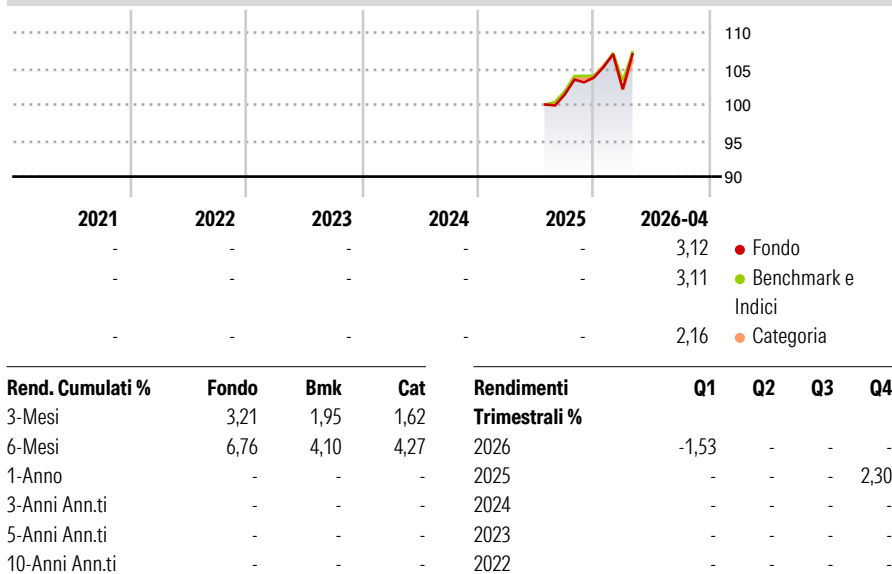 110
105
100
95
90
2021 2022 2023 2024 2025 2026-04
- - - - - 3,12 Fondo
- - - - - 3,11 Benchmark e
Indici
- - - - - 2,16 Categoria
Rend. Cumulati % Fondo Bmk Cat
3-Mesi 3,21 1,95 1,62
6-Mesi 6,76 4,10 4,27
1-Anno - - -
3-Anni Ann.ti - - -
5-Anni Ann.ti - - -
10-Anni Ann.ti - - -
Rendimenti Q1 Q2 Q3 Q4
Trimestrali %
2026 -1,53 - - -
2025 - - - 2,30
2024 - - - -
2023 - - - -
2022 - - - -